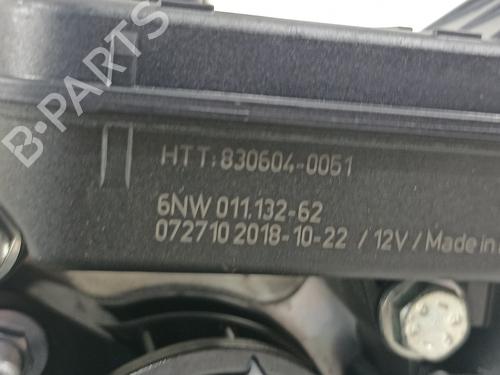 B-PARTS
HTT: 830604-0051
6NW 011.132-62
072710 2018-10-22 / 12V / Made in